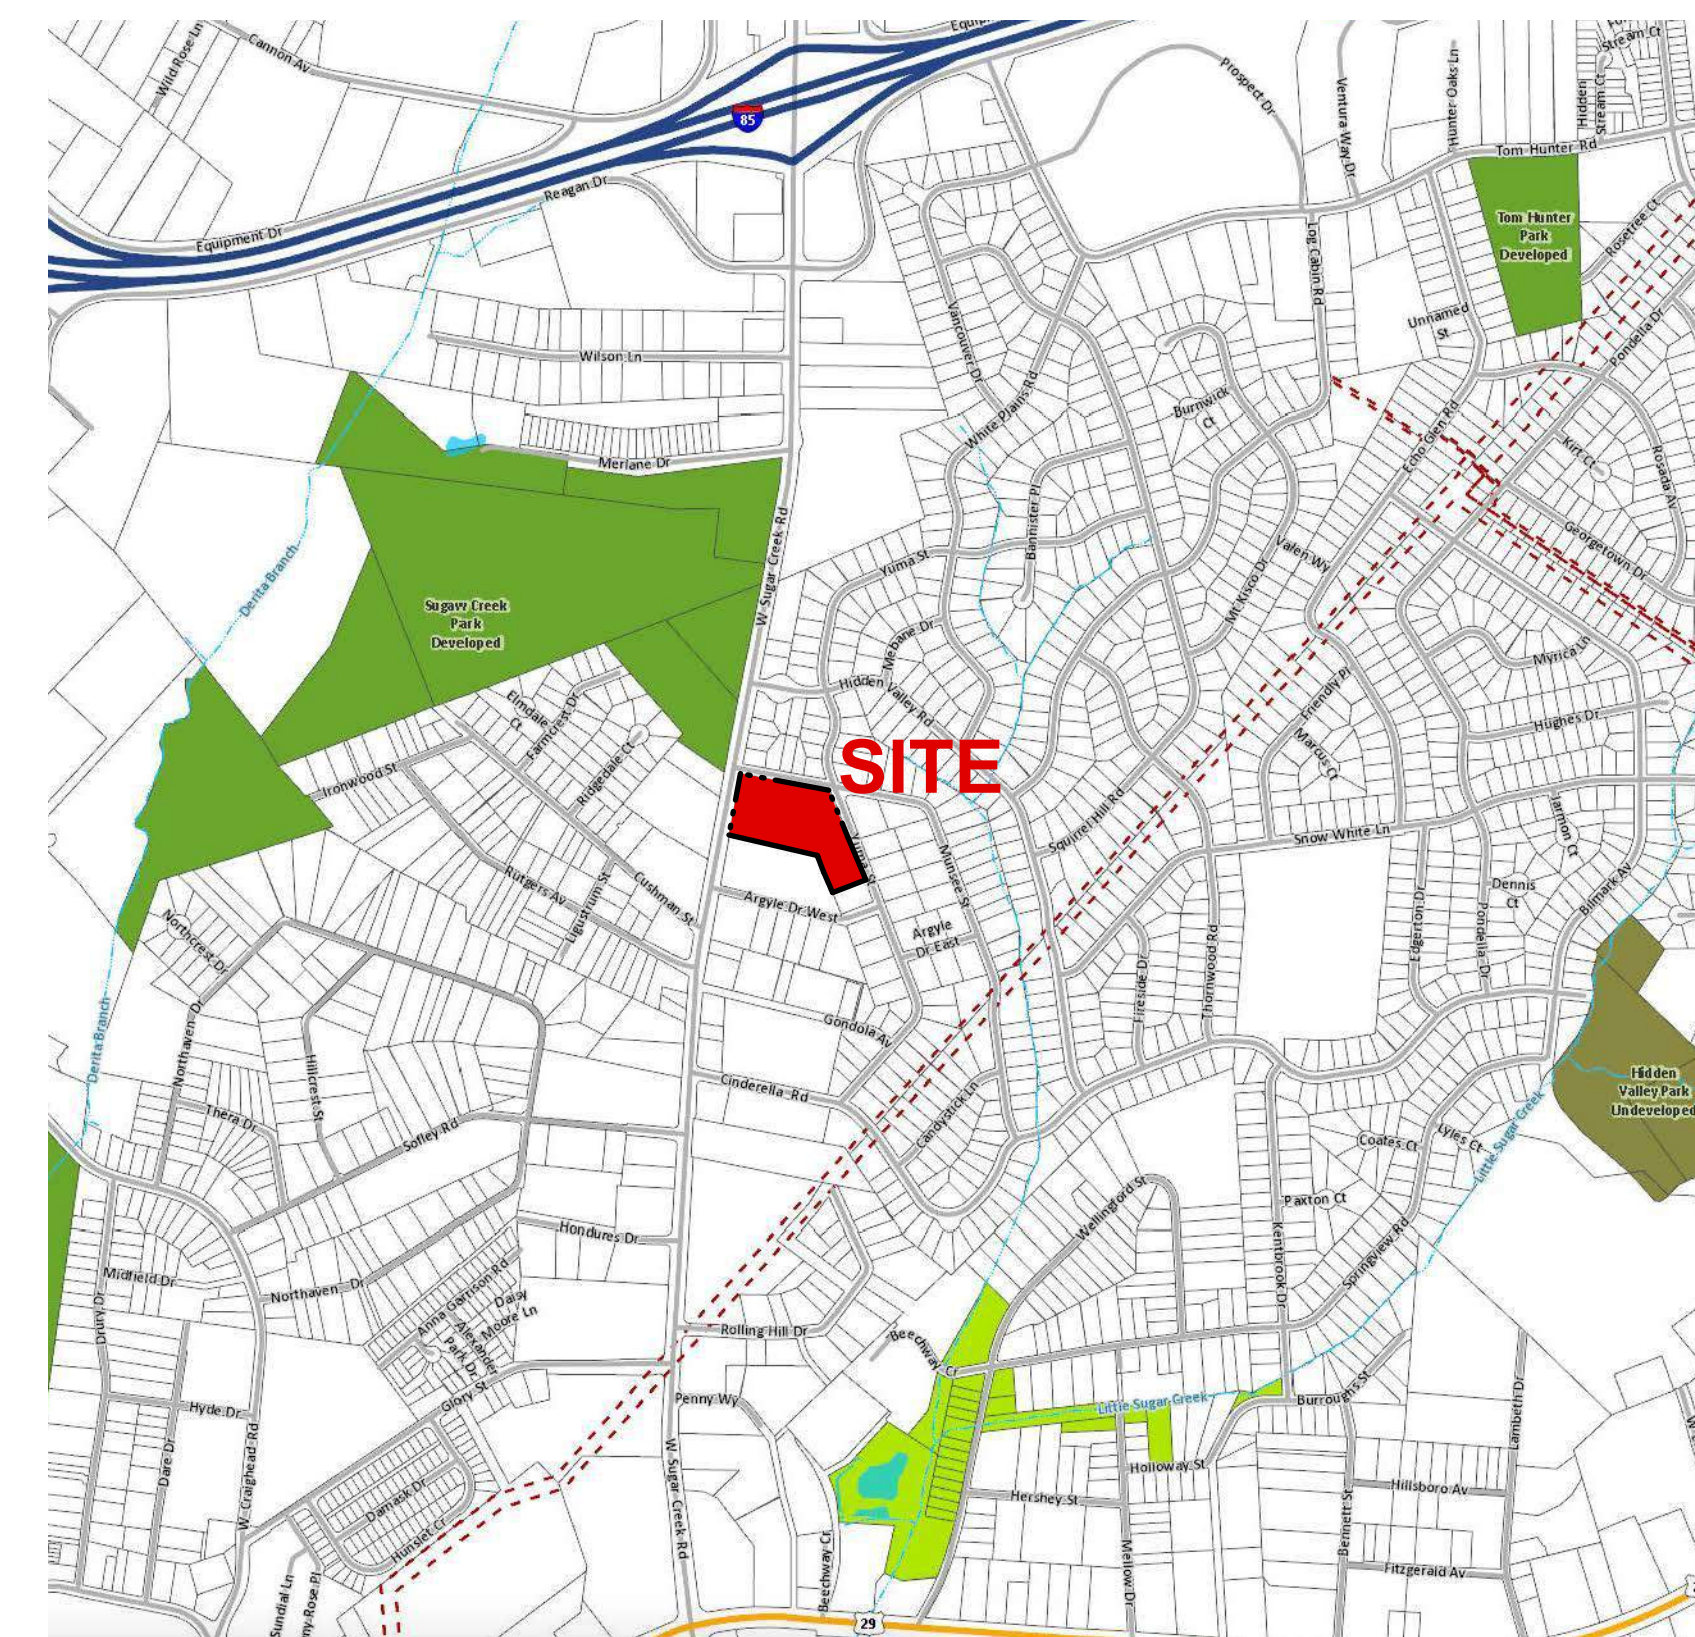 Equip
Wild Rose Ln
Cannon Av
85
Prospect Dr
Ventura Way Dr
Hunter Oaks Ln
Hidden
Stream Ct
Stream Ct
Tom Hunter Rd
Reagan Dr
Equipment Dr
Tom Hunter
Park
Developed
Rosetree Ct
Log Cabin Rd
Unnamed
St
Pondella Dr
Vancouver Dr
Wilson Ln
White Plains Rd
Burnwick
Ct
Echo Glen Rd
Kirt Ct
Rosada Av
Merlane Dr
W Sugar Creek Rd
Bannister Pl
Yuma St
Valen Wy
Georgetown Dr
Mt Kisco Dr
Derita Branch
Sugaw Creek
Park
Developed
Mebane Dr
Myrica Ln
Hidden Valley Rd
Friendly Pl
Elmdale
Ct
Farmcrest Dr
Ridgedale Ct
Hughes Dr
Marcus Ct
SITE
Ironwood St
Squirrel Hill Rd
Snow White Ln
Jarmon Ct
Yuma St
Munsee St
Rutgers Av
Ligustrum St
Cushman St
Argyle Dr West
Argyle
Dr East
Dennis
Ct
Edgerton Dr
Pondella Dr
Bilmark Av
Northcrest Dr
Fireside Dr
Thornwood Rd
Derita Branch
Northaven Dr
Gondola Av
Hillcrest St
Cinderella Rd
Candystick Ln
Hidden
Valley Park
Undeveloped
Thera Dr
Sofley Rd
Coates Ct
Lyles Ct
Little Sugar Creek
Wellingford St
Paxton Ct
Kentbrook Dr
Springview Rd
Hondures Dr
Midfield Dr
Northaven Dr
Drury Dr
Anna Garrison Rd
Daisy
Moore Ln
Alexander
Park Dr
Rolling Hill Dr
Beechway Cr
Glory St
Penny Wy
Little Sugar Creek
Burroughs St
Lambeth Dr
Hyde Dr
Dare Dr
W Craighead Rd
W Sugar Creek Rd
Holloway St
Hillsboro Av
Damask Dr
Hershey St
Hunslet Cr
Beechway Cr
Mellow Dr
Bennett St
Fitzgerald Av
Sundial Ln
ny Rose Pl
29